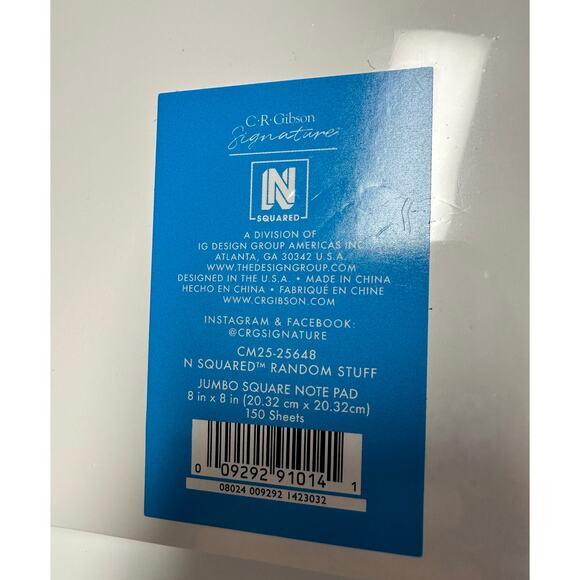 C·R·Gibson
Signature
N
SQUARED
A DIVISION OF
IG DESIGN GROUP AMERICAS INC.
ATLANTA, GA 30342 U.S.A.
WWW.THEDESIGNGROUP.COM
DESIGNED IN THE U.S.A. • MADE IN CHINA
HECHO EN CHINA • FABRIQUÉ EN CHINE
WWW.CRGIBSON.COM
INSTAGRAM & FACEBOOK:
@CRGSIGNATURE
CM25-25648
N SQUARED™ RANDOM STUFF
JUMBO SQUARE NOTE PAD
8 in x 8 in (20.32 cm x 20.32cm)
150 Sheets
0 09292 91014 1
08024 009292 1423032